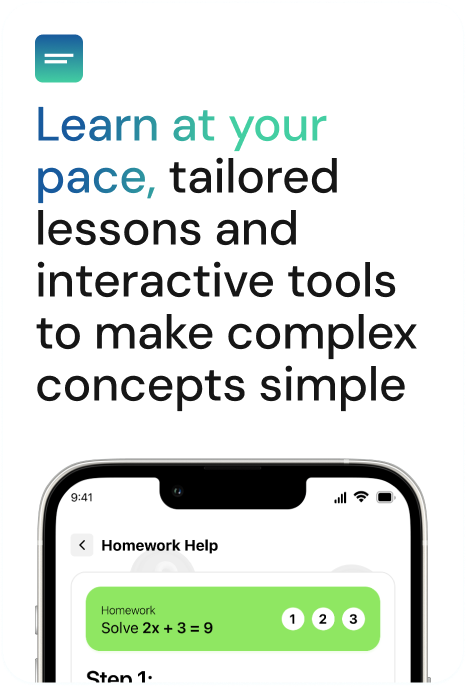 Learn at your
pace, tailored
lessons and
interactive tools
to make complex
concepts simple
9:41
Homework Help
Homework
Solve 2x + 3 = 9
1 2 3
Step 1: